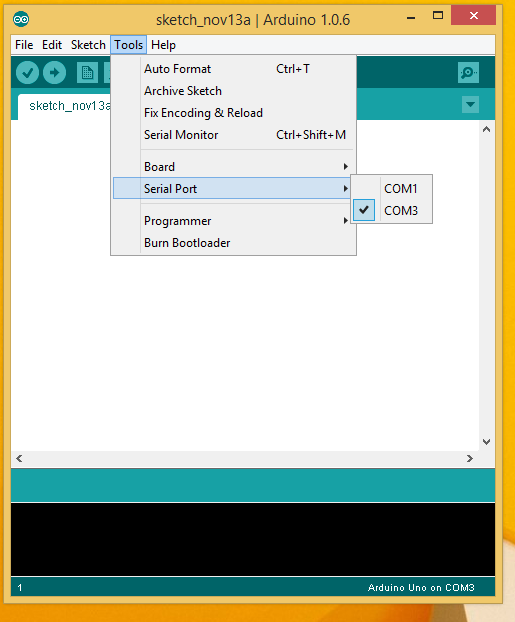 sketch_nov13a | Arduino 1.0.6
File Edit Sketch Tools Help
Auto Format Ctrl+T
Archive Sketch
sketch_nov13a
Fix Encoding & Reload
Serial Monitor Ctrl+Shift+M
Board
Serial Port
COM1
COM3
Programmer
Burn Bootloader
1 Arduino Uno on COM3